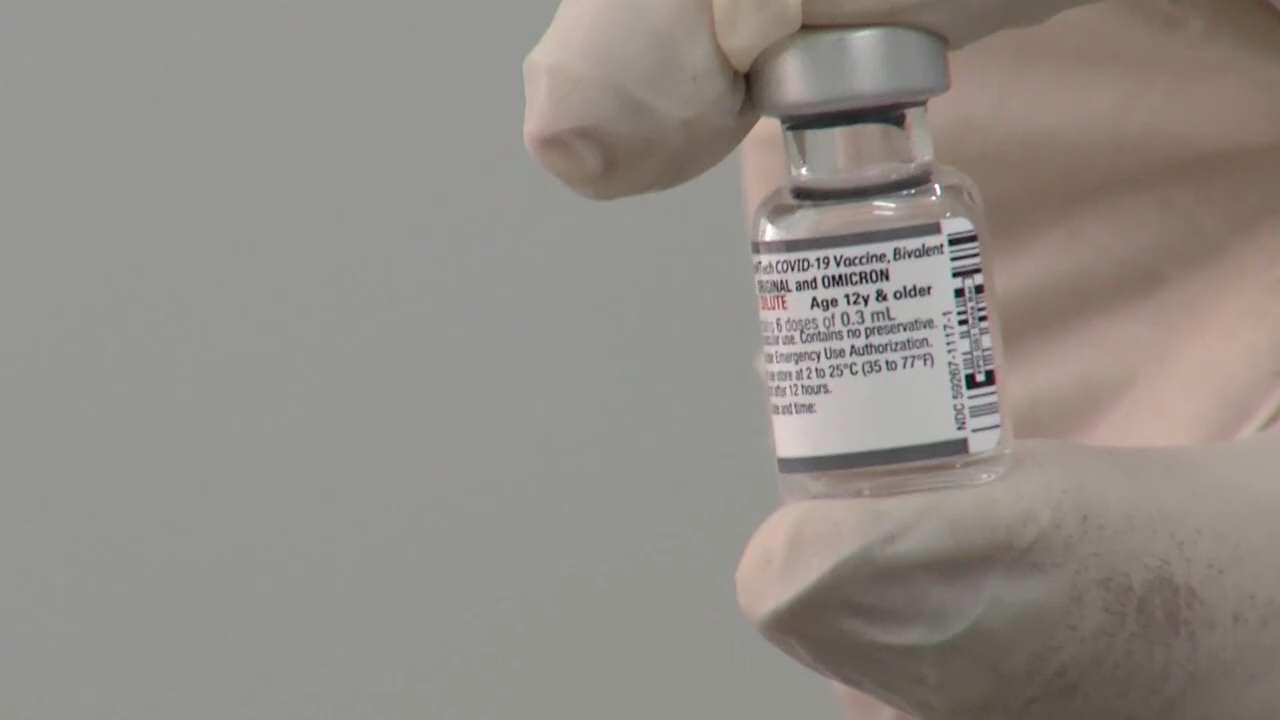 COVID-19 Vaccine, Bivalent
and OMICRON
Age 12y & older
6 doses of 0.3 mL
use. Contains no preservative.
Emergency Use Authorization.
store at 2 to 25°C (35 to 77°F)
after 12 hours.
and time:
NDC 59267-1117-1